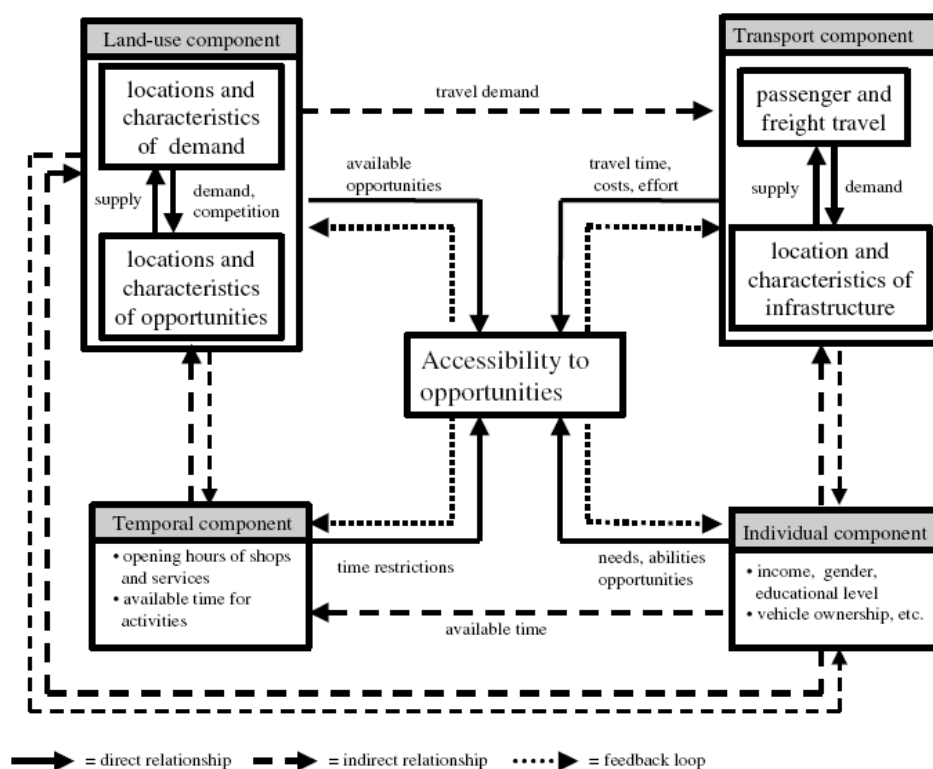 Land-use component
locations and
characteristics
of demand
supply
demand,
competition
locations and
characteristics
of opportunities
travel demand
available
opportunities
travel time,
costs, effort
Transport component
passenger and
freight travel
supply
demand
location and
characteristics of
infrastructure
Accessibility to
opportunities
Temporal component
• opening hours of shops
and services
• available time for
activities
time restrictions
needs, abilities
opportunities
available time
Individual component
• income, gender,
educational level
• vehicle ownership, etc.
= direct relationship
= indirect relationship
= feedback loop